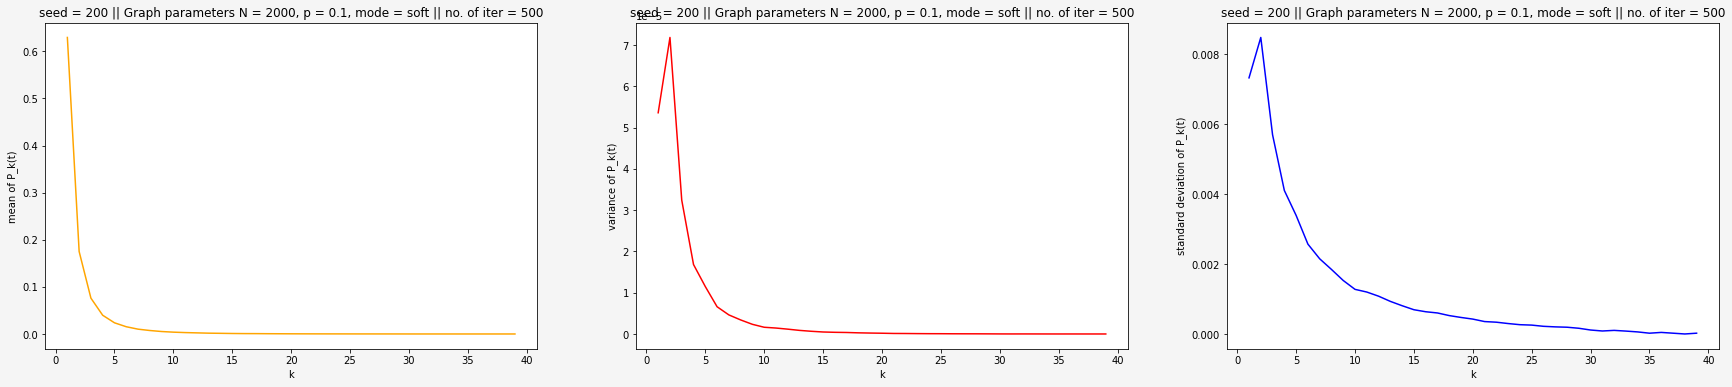 seed = 200 || Graph parameters N = 2000, p = 0.1, mode = soft || no. of iter = 500
mean of P_k(t)
0.6
0.5
0.4
0.3
0.2
0.1
0.0
0 5 10 15 20 25 30 35 40
k
seed = 200 || Graph parameters N = 2000, p = 0.1, mode = soft || no. of iter = 500
1e−5
variance of P_k(t)
7
6
5
4
3
2
1
0
0 5 10 15 20 25 30 35 40
k
seed = 200 || Graph parameters N = 2000, p = 0.1, mode = soft || no. of iter = 500
standard deviation of P_k(t)
0.008
0.006
0.004
0.002
0.000
0 5 10 15 20 25 30 35 40
k